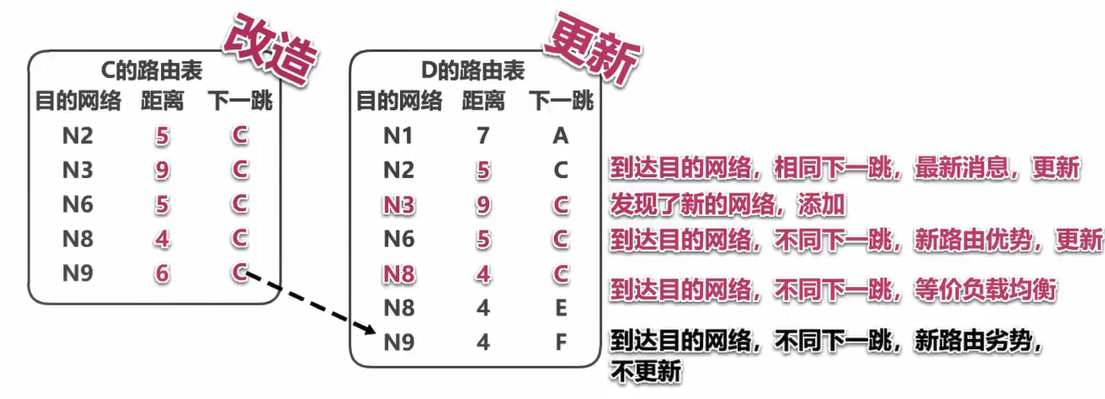 改造
C的路由表
目的网络 距离 下一跳
N2 5 C
N3 9 C
N6 5 C
N8 4 C
N9 6 C
更新
D的路由表
目的网络 距离 下一跳
N1 7 A
N2 5 C
N3 9 C
N6 5 C
N8 4 C
N8 4 E
N9 4 F
到达目的网络，相同下一跳，最新消息，更新
发现了新的网络，添加
到达目的网络，不同下一跳，新路由优势，更新
到达目的网络，不同下一跳，等价负载均衡
到达目的网络，不同下一跳，新路由劣势，
不更新